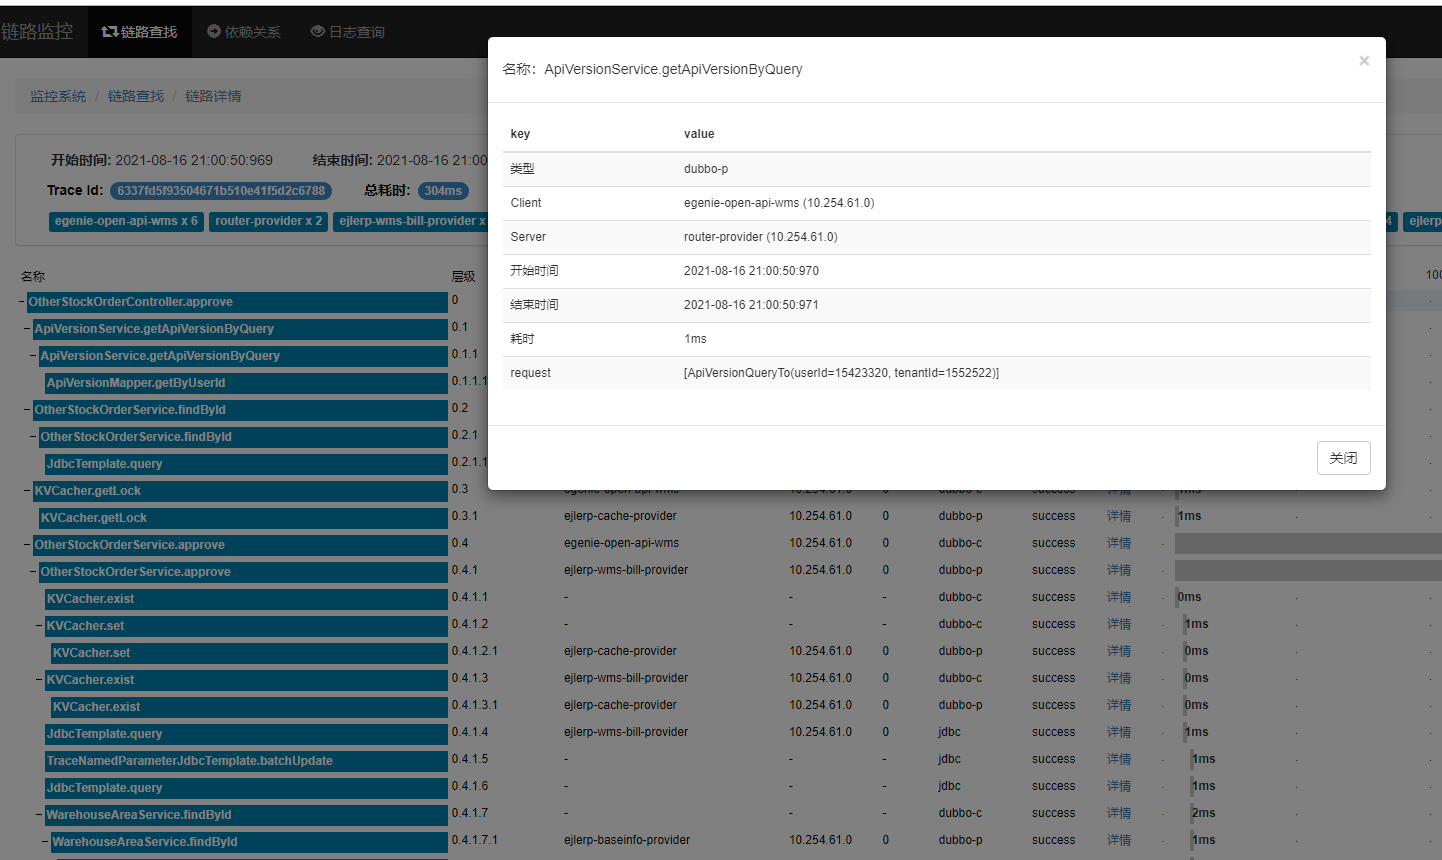 链路监控 链路查找 依赖关系 日志查询
名称：ApiVersionService.getApiVersionByQuery ×
监控系统 / 链路查找 / 链路详情
key value
类型 dubbo-p
Client egenie-open-api-wms (10.254.61.0)
Server router-provider (10.254.61.0)
开始时间 2021-08-16 21:00:50:970
结束时间 2021-08-16 21:00:50:971
耗时 1ms
request [ApiVersionQueryTo(userId=15423320, tenantId=1552522)]
关闭
开始时间: 2021-08-16 21:00:50:969 结束时间: 2021-08-16 21:00
Trace Id: 6337fd5f93504671b510e41f5d2c6788 总耗时: 304ms
egenie-open-api-wms x 6 router-provider x 2 ejlerp-wms-bill-provider x 4 ejlerp
名称 层级 100
− OtherStockOrderController.approve 0
− ApiVersionService.getApiVersionByQuery 0.1
− ApiVersionService.getApiVersionByQuery 0.1.1
ApiVersionMapper.getByUserId 0.1.1.1
− OtherStockOrderService.findById 0.2
− OtherStockOrderService.findById 0.2.1
JdbcTemplate.query 0.2.1.1
− KVCacher.getLock 0.3 egenie-open-api-wms 10.254.61.0 0 dubbo-c success 详情 1ms
KVCacher.getLock 0.3.1 ejlerp-cache-provider 10.254.61.0 0 dubbo-p success 详情 1ms
− OtherStockOrderService.approve 0.4 egenie-open-api-wms 10.254.61.0 0 dubbo-c success 详情
− OtherStockOrderService.approve 0.4.1 ejlerp-wms-bill-provider 10.254.61.0 0 dubbo-p success 详情
KVCacher.exist 0.4.1.1 - - - dubbo-c success 详情 0ms
− KVCacher.set 0.4.1.2 - - - dubbo-c success 详情 1ms
KVCacher.set 0.4.1.2.1 ejlerp-cache-provider 10.254.61.0 0 dubbo-p success 详情 0ms
− KVCacher.exist 0.4.1.3 ejlerp-wms-bill-provider 10.254.61.0 0 dubbo-c success 详情 0ms
KVCacher.exist 0.4.1.3.1 ejlerp-cache-provider 10.254.61.0 0 dubbo-p success 详情 0ms
JdbcTemplate.query 0.4.1.4 ejlerp-wms-bill-provider 10.254.61.0 0 jdbc success 详情 1ms
TraceNamedParameterJdbcTemplate.batchUpdate 0.4.1.5 - - - jdbc success 详情 1ms
JdbcTemplate.query 0.4.1.6 - - - jdbc success 详情 1ms
− WarehouseAreaService.findById 0.4.1.7 - - - dubbo-c success 详情 2ms
− WarehouseAreaService.findById 0.4.1.7.1 ejlerp-baseinfo-provider 10.254.61.0 0 dubbo-p success 详情 1ms